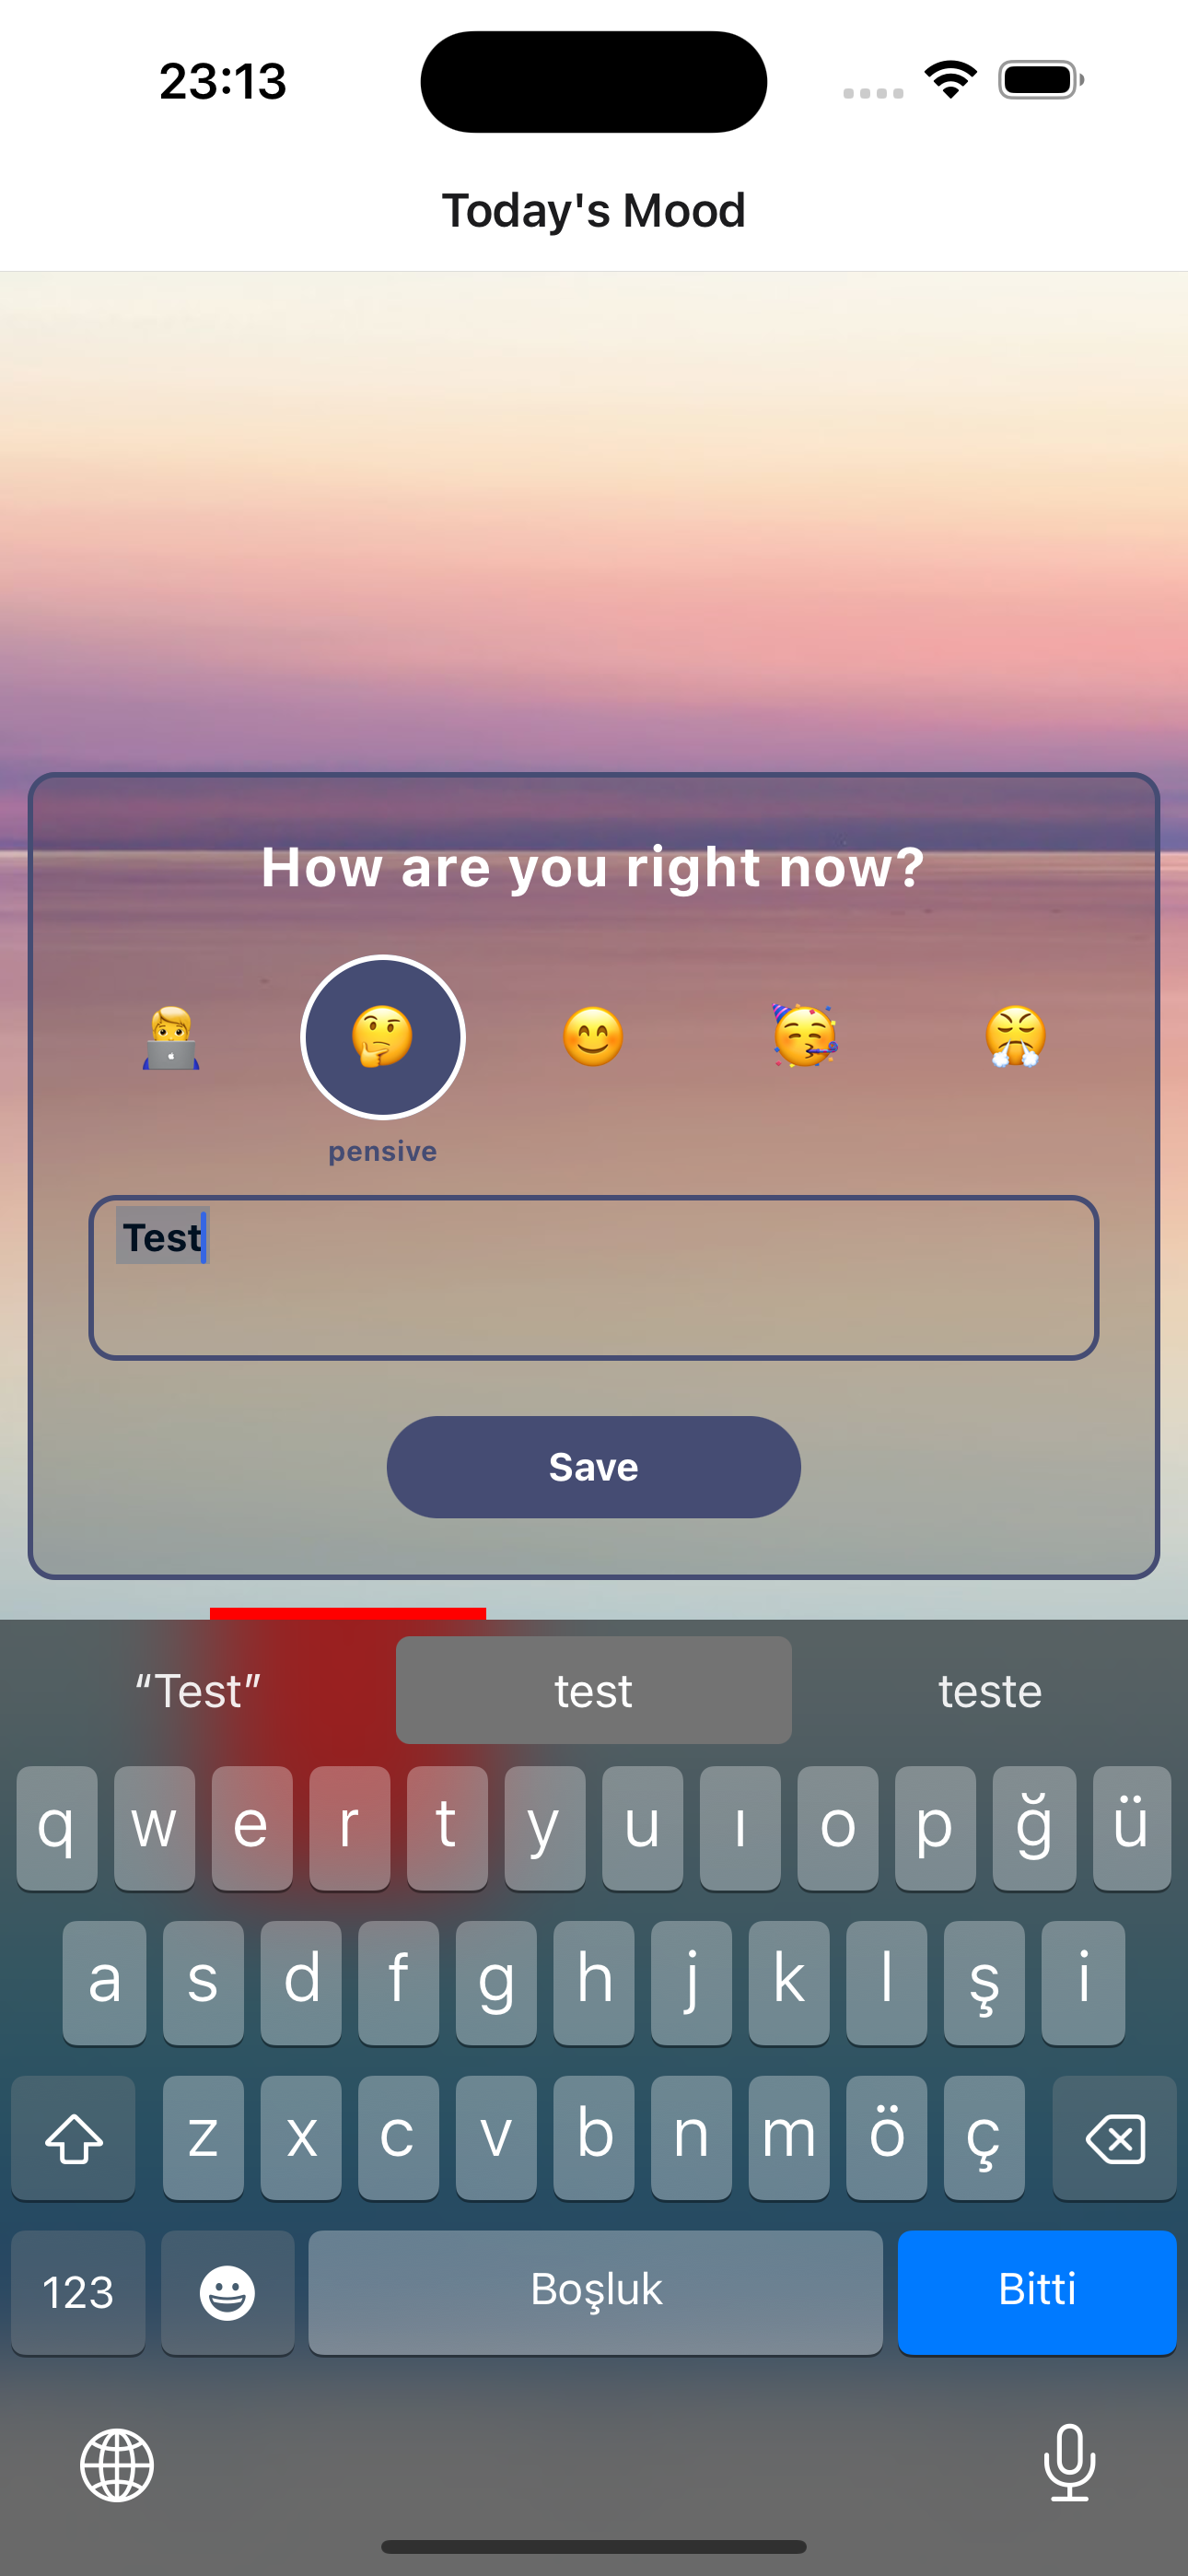 23:13
Today's Mood
How are you right now?
pensive
Test
Save
“Test” test teste
q w e r t y u ı o p ğ ü
a s d f g h j k l ş i
z x c v b n m ö ç
123 Boşluk Bitti